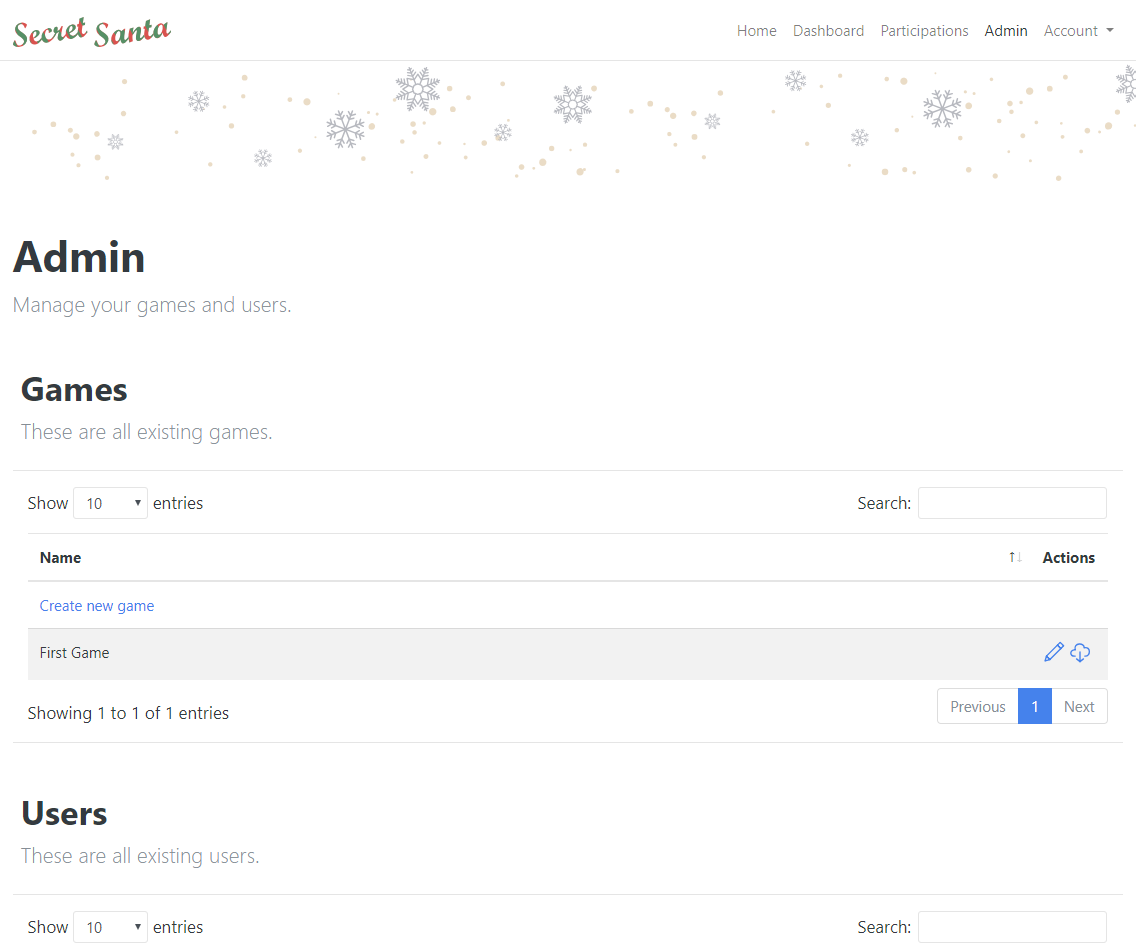 Secret Santa
Home Dashboard Participations Admin Account
Admin
Manage your games and users.
Games
These are all existing games.
Show 10 entries Search:
Name Actions
Create new game
First Game
Showing 1 to 1 of 1 entries Previous 1 Next
Users
These are all existing users.
Show 10 entries Search: